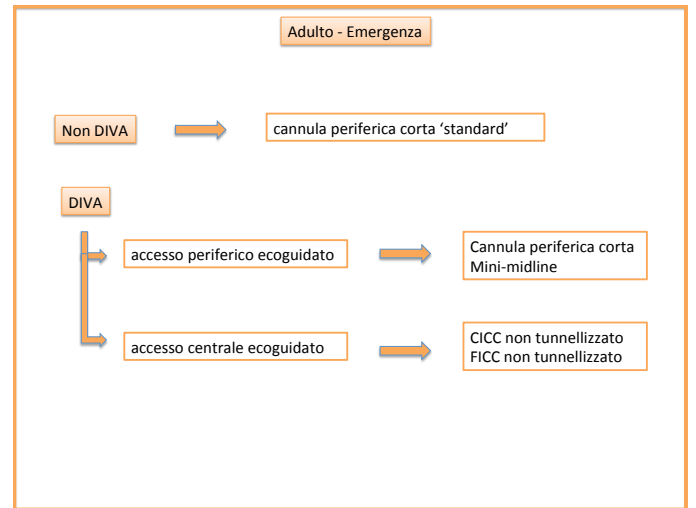 Adulto - Emergenza
Non DIVA
cannula periferica corta ‘standard’
DIVA
accesso periferico ecoguidato
Cannula periferica corta
Mini-midline
accesso centrale ecoguidato
CICC non tunnellizzato
FICC non tunnellizzato